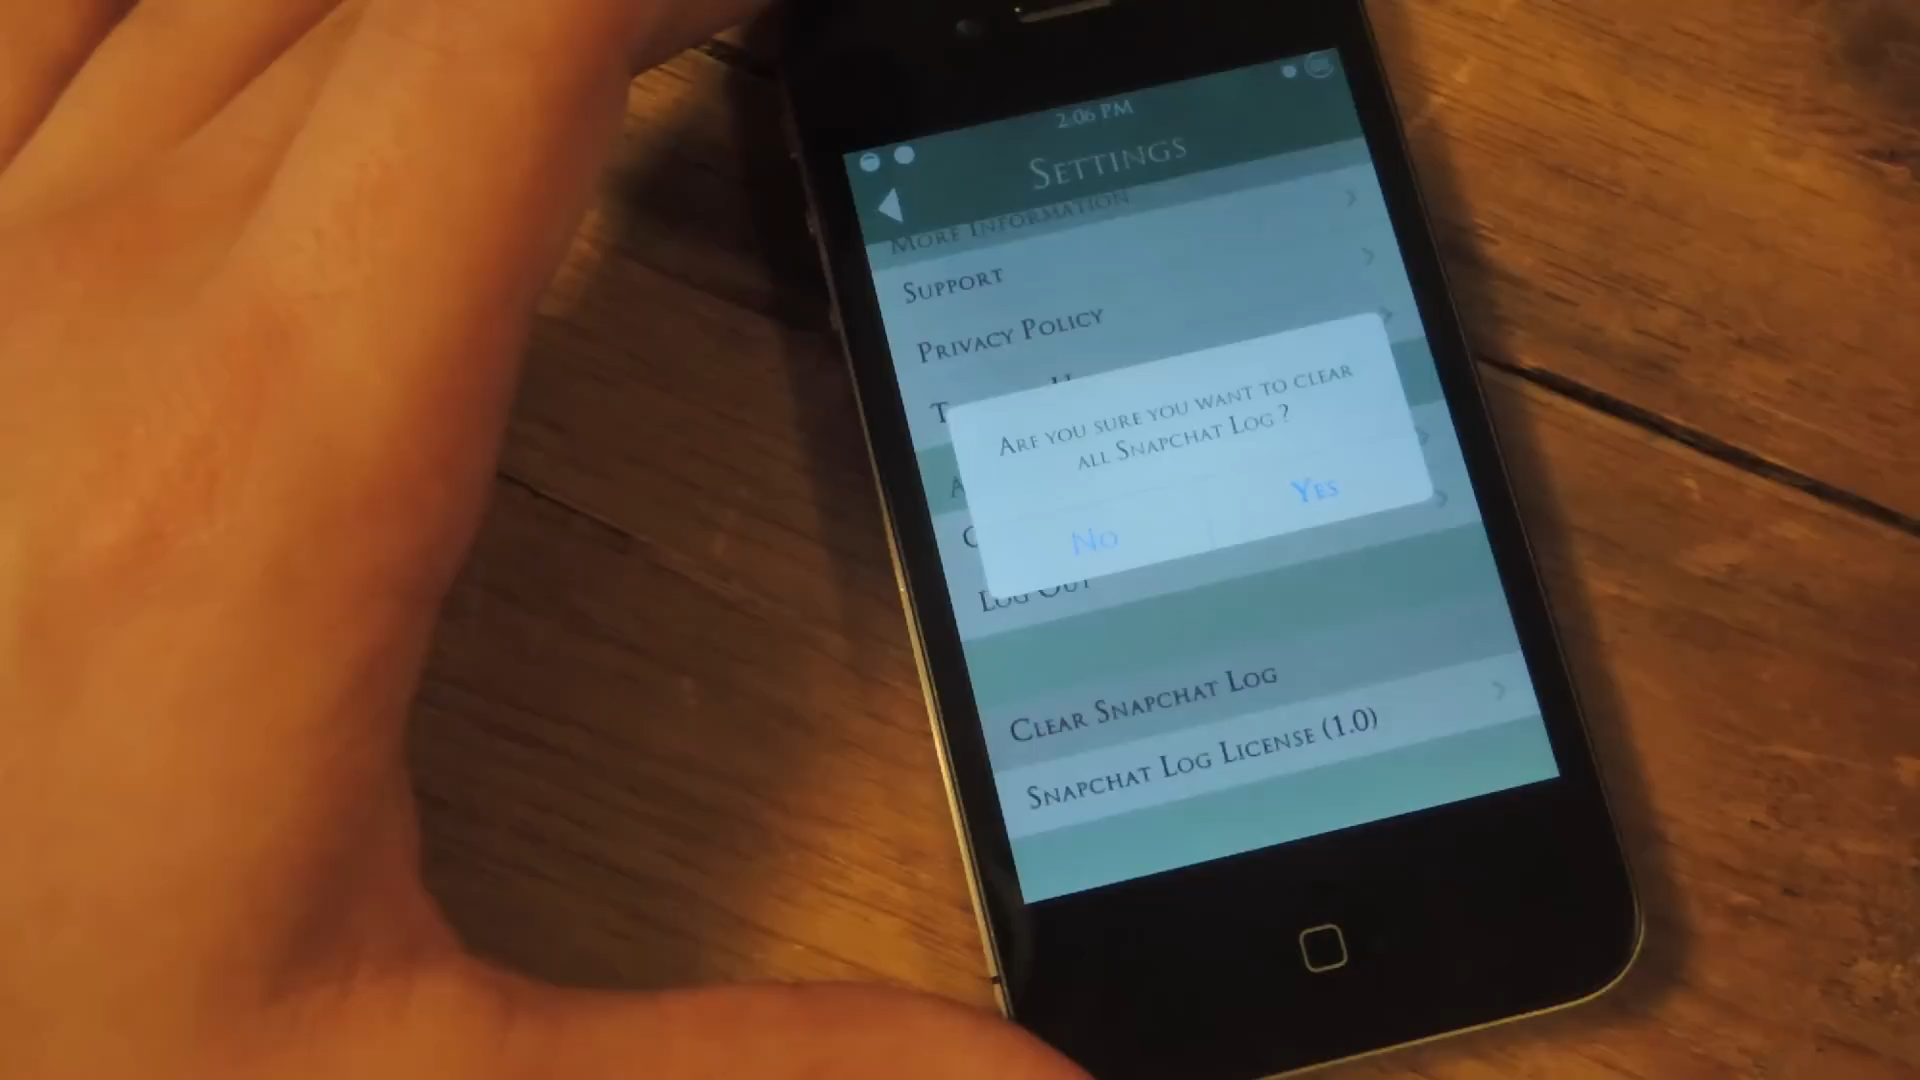 2:06 PM
Settings
More Information
Support
Privacy Policy
Are you sure you want to clear
all Snapchat Log ?
No
Yes
Log Out
Clear Snapchat Log
Snapchat Log License (1.0)